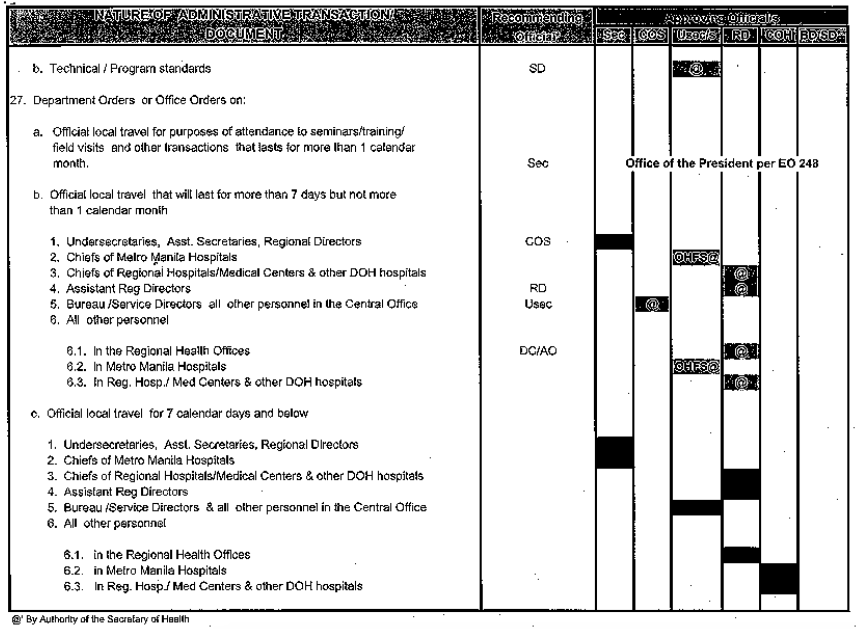 NATURE OF ADMINISTRATIVE TRANSACTION/ Recommending Approving Official/s
DOCUMENT Official Sec COS Usec/s RD COH BD/SD
b. Technical / Program standards SD @
27. Department Orders or Office Orders on:
a. Official local travel for purposes of attendance to seminars/training/
field visits and other transactions that lasts for more than 1 calendar
month. Sec Office of the President per EO 248
b. Official local travel that will last for more than 7 days but not more
than 1 calendar month
1. Undersecretaries, Asst. Secretaries, Regional Directors COS
2. Chiefs of Metro Manila Hospitals OHFS@
3. Chiefs of Regional Hospitals/Medical Centers & other DOH hospitals @
4. Assistant Reg Directors RD @
5. Bureau /Service Directors all other personnel in the Central Office Usec @
6. All other personnel
6.1. In the Regional Health Offices DC/AO @
6.2. in Metro Manila Hospitals OHFS@
6.3. In Reg. Hosp./ Med Centers & other DOH hospitals @
c. Official local travel for 7 calendar days and below
1. Undersecretaries, Asst. Secretaries, Regional Directors
2. Chiefs of Metro Manila Hospitals
3. Chiefs of Regional Hospitals/Medical Centers & other DOH hospitals
4. Assistant Reg Directors
5. Bureau /Service Directors & all other personnel in the Central Office
6. All other personnel
6.1. in the Regional Health Offices
6.2. in Metro Manila Hospitals
6.3. In Reg. Hosp./ Med Centers & other DOH hospitals
@' By Authority of the Secretary of Health